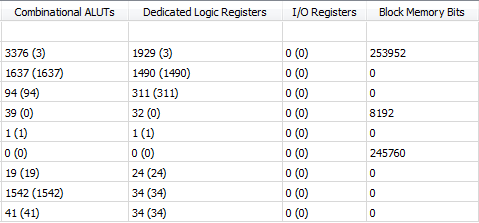 Combinational ALUTs Dedicated Logic Registers I/O Registers Block Memory Bits
3376 (3) 1929 (3) 0 (0) 253952
1637 (1637) 1490 (1490) 0 (0) 0
94 (94) 311 (311) 0 (0) 0
39 (0) 32 (0) 0 (0) 8192
1 (1) 1 (1) 0 (0) 0
0 (0) 0 (0) 0 (0) 245760
19 (19) 24 (24) 0 (0) 0
1542 (1542) 34 (34) 0 (0) 0
41 (41) 34 (34) 0 (0) 0